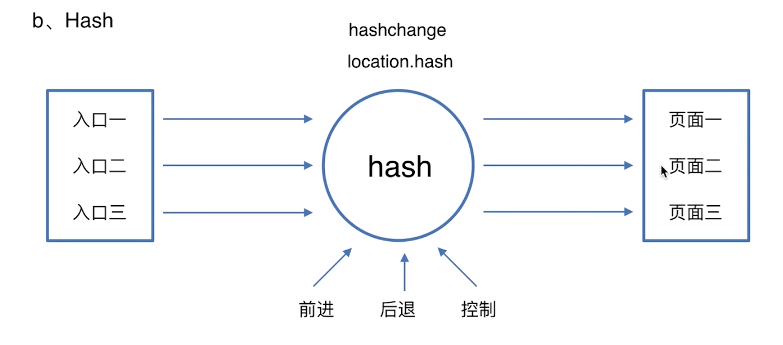 b、Hash
hashchange
location.hash
入口一
入口二
入口三
hash
页面一
页面二
页面三
前进
后退
控制